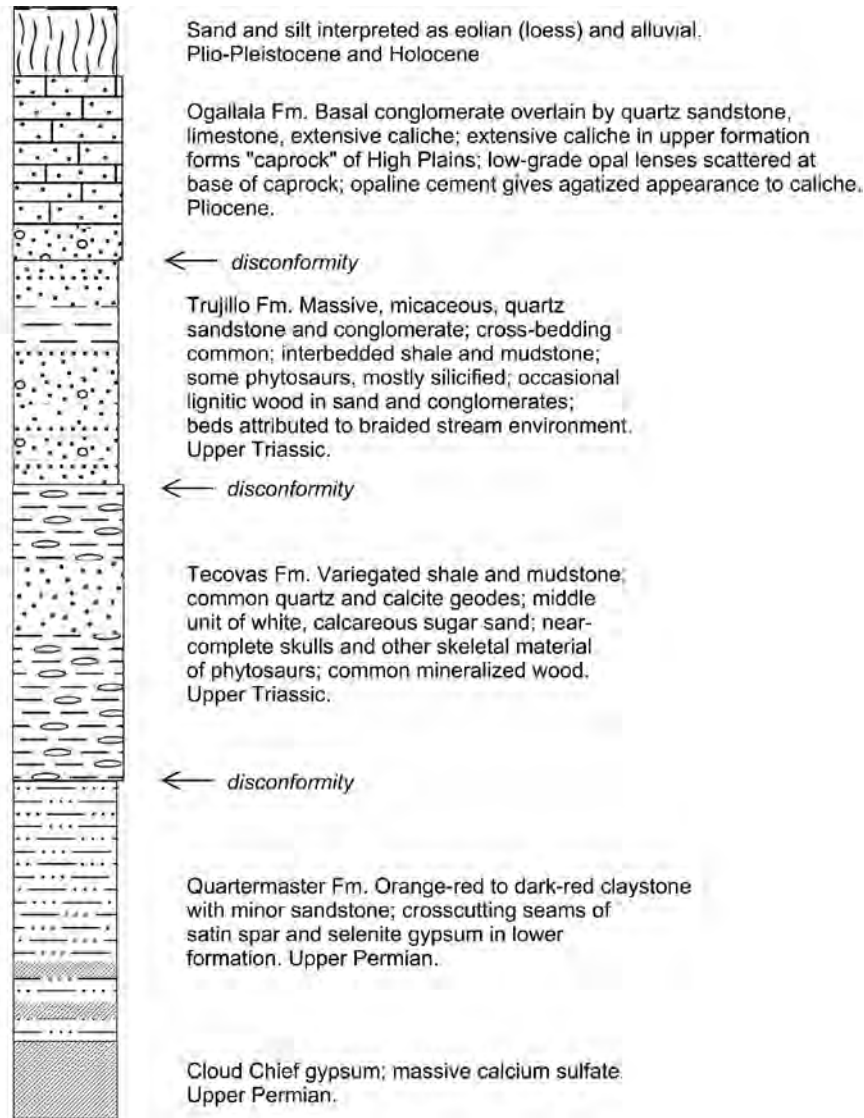 Sand and silt interpreted as eolian (loess) and alluvial.
Plio-Pleistocene and Holocene
Ogallala Fm. Basal conglomerate overlain by quartz sandstone,
limestone, extensive caliche; extensive caliche in upper formation
forms "caprock" of High Plains; low-grade opal lenses scattered at
base of caprock; opaline cement gives agatized appearance to caliche.
Pliocene.
disconformity
Trujillo Fm. Massive, micaceous, quartz
sandstone and conglomerate; cross-bedding
common; interbedded shale and mudstone;
some phytosaurs, mostly silicified; occasional
lignitic wood in sand and conglomerates;
beds attributed to braided stream environment.
Upper Triassic.
disconformity
Tecovas Fm. Variegated shale and mudstone;
common quartz and calcite geodes; middle
unit of white, calcareous sugar sand; near-
complete skulls and other skeletal material
of phytosaurs; common mineralized wood.
Upper Triassic.
disconformity
Quartermaster Fm. Orange-red to dark-red claystone
with minor sandstone; crosscutting seams of
satin spar and selenite gypsum in lower
formation. Upper Permian.
Cloud Chief gypsum; massive calcium sulfate
Upper Permian.